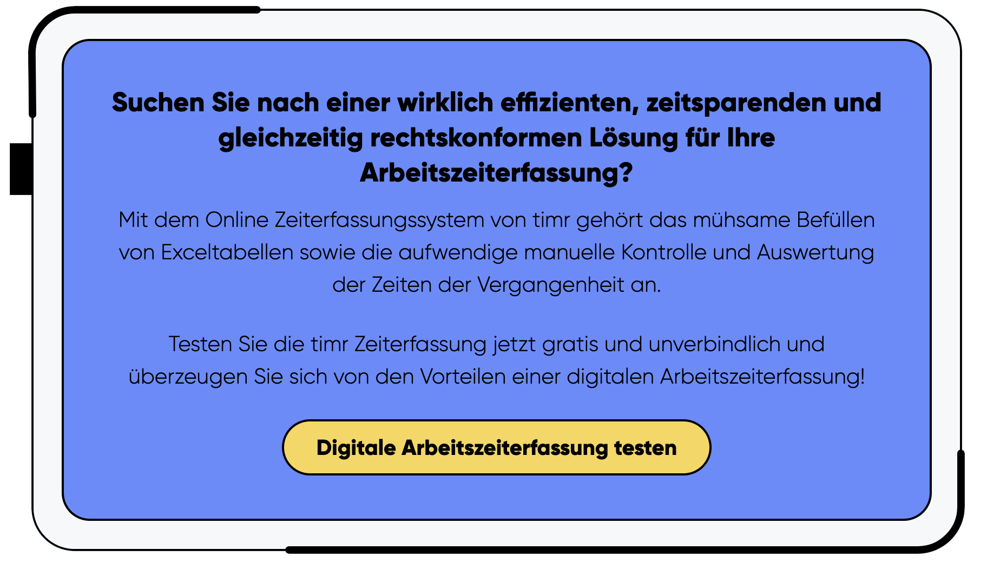 Suchen Sie nach einer wirklich effizienten, zeitsparenden und
gleichzeitig rechtskonformen Lösung für Ihre
Arbeitszeiterfassung?
Mit dem Online Zeiterfassungssystem von timr gehört das mühsame Befüllen
von Exceltabellen sowie die aufwendige manuelle Kontrolle und Auswertung
der Zeiten der Vergangenheit an.
Testen Sie die timr Zeiterfassung jetzt gratis und unverbindlich und
überzeugen Sie sich von den Vorteilen einer digitalen Arbeitszeiterfassung!
Digitale Arbeitszeiterfassung testen